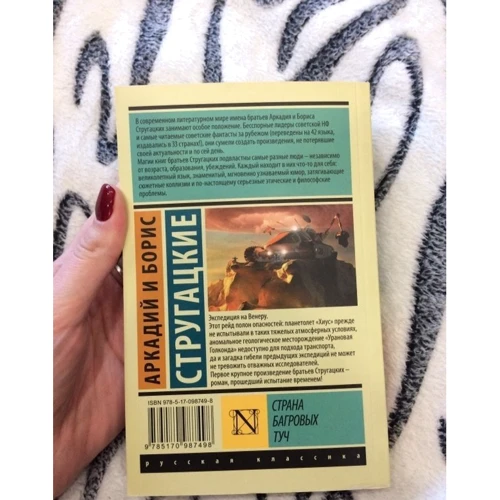 В современном литературном мире имена братьев Аркадия и Бориса
Стругацких занимают особое положение. Бесспорные лидеры советской НФ
и самые читаемые советские фантасты за рубежом (переведены на 42 языка,
издавались в 33 странах!), они сумели создать произведения, не потерявшие
своей актуальности и по сей день.
Магии книг братьев Стругацких подвластны самые разные люди – независимо
от возраста, образования, убеждений. Каждый находит в них что-то для себя:
великолепный язык, знаменитый, мгновенно узнаваемый юмор, затягивающие
сюжетные коллизии и по-настоящему серьезные этические и философские
проблемы.
АРКАДИЙ И БОРИС
СТРУГАЦКИЕ
Экспедиция на Венеру.
Этот рейд полон опасностей: планетолет «Хиус» прежде
не испытывали в таких тяжелых атмосферных условиях,
аномальное геологическое месторождение «Урановая
Голконда» недоступно для подхода транспорта,
да и загадка гибели предыдущих экспедиций не может
не тревожить отважных исследователей.
Первое крупное произведение братьев Стругацких –
роман, прошедший испытание временем!
ISBN 978-5-17-098749-8
9 785170 987498
N
СТРАНА
БАГРОВЫХ
ТУЧ
русская классика